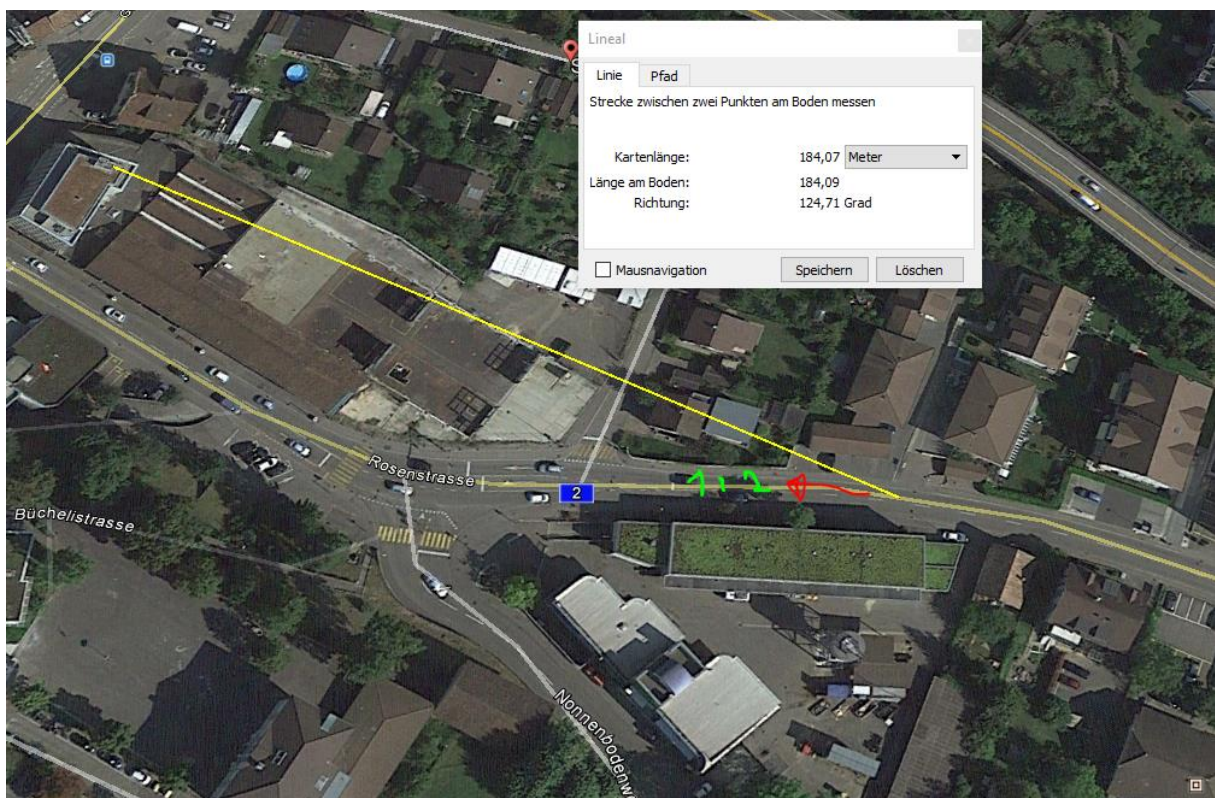 Lineal
Linie Pfad
Strecke zwischen zwei Punkten am Boden messen
Kartenlänge: 184,07 Meter
Länge am Boden: 184,09
Richtung: 124,71 Grad
Mausnavigation Speichern Löschen
Rosenstrasse
2
1+2
Büchelistrasse